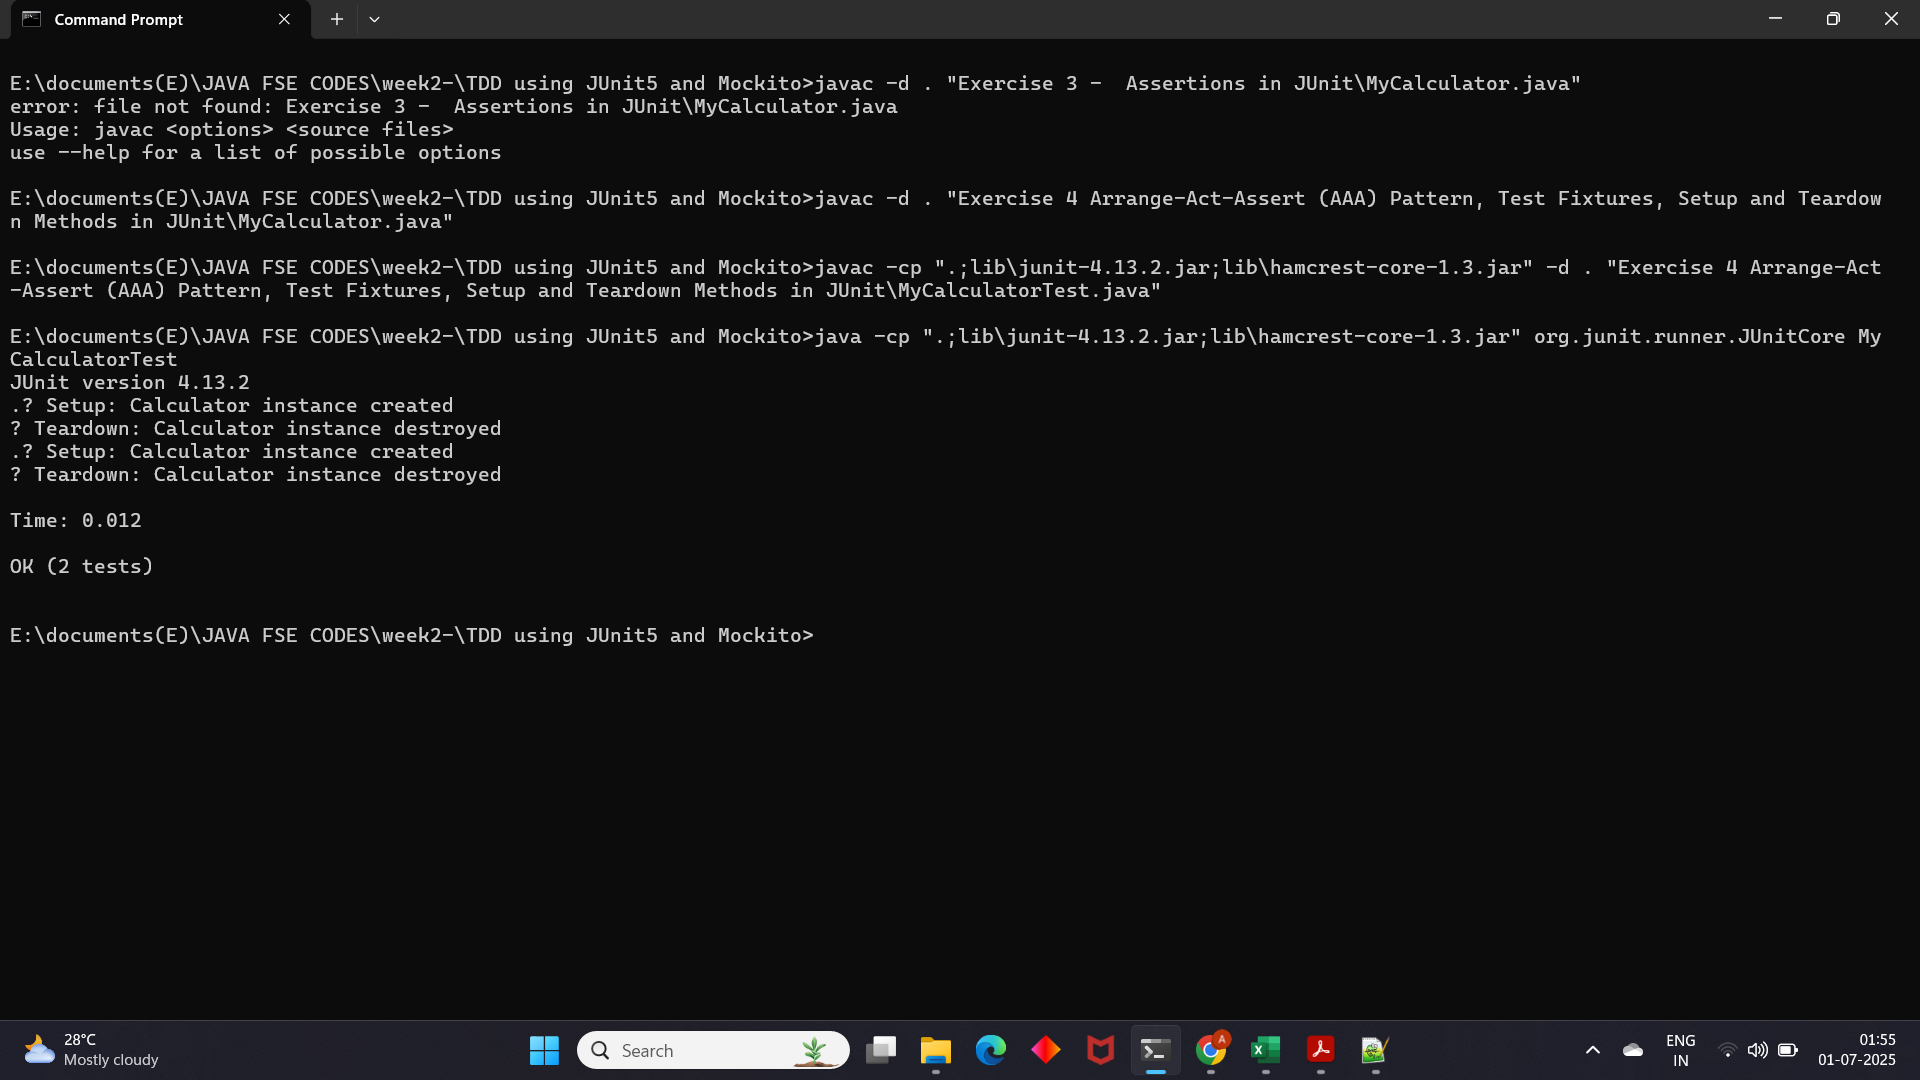 Command Prompt
E:\documents(E)\JAVA FSE CODES\week2-\TDD using JUnit5 and Mockito>javac -d . "Exercise 3 -  Assertions in JUnit\MyCalculator.java"
error: file not found: Exercise 3 -  Assertions in JUnit\MyCalculator.java
Usage: javac <options> <source files>
use --help for a list of possible options
E:\documents(E)\JAVA FSE CODES\week2-\TDD using JUnit5 and Mockito>javac -d . "Exercise 4 Arrange-Act-Assert (AAA) Pattern, Test Fixtures, Setup and Teardow
n Methods in JUnit\MyCalculator.java"
E:\documents(E)\JAVA FSE CODES\week2-\TDD using JUnit5 and Mockito>javac -cp ".;lib\junit-4.13.2.jar;lib\hamcrest-core-1.3.jar" -d . "Exercise 4 Arrange-Act
-Assert (AAA) Pattern, Test Fixtures, Setup and Teardown Methods in JUnit\MyCalculatorTest.java"
E:\documents(E)\JAVA FSE CODES\week2-\TDD using JUnit5 and Mockito>java -cp ".;lib\junit-4.13.2.jar;lib\hamcrest-core-1.3.jar" org.junit.runner.JUnitCore My
CalculatorTest
JUnit version 4.13.2
.? Setup: Calculator instance created
? Teardown: Calculator instance destroyed
.? Setup: Calculator instance created
? Teardown: Calculator instance destroyed
Time: 0.012
OK (2 tests)
E:\documents(E)\JAVA FSE CODES\week2-\TDD using JUnit5 and Mockito>
28°C
Mostly cloudy
Search
A
ENG
IN
01:55
01-07-2025